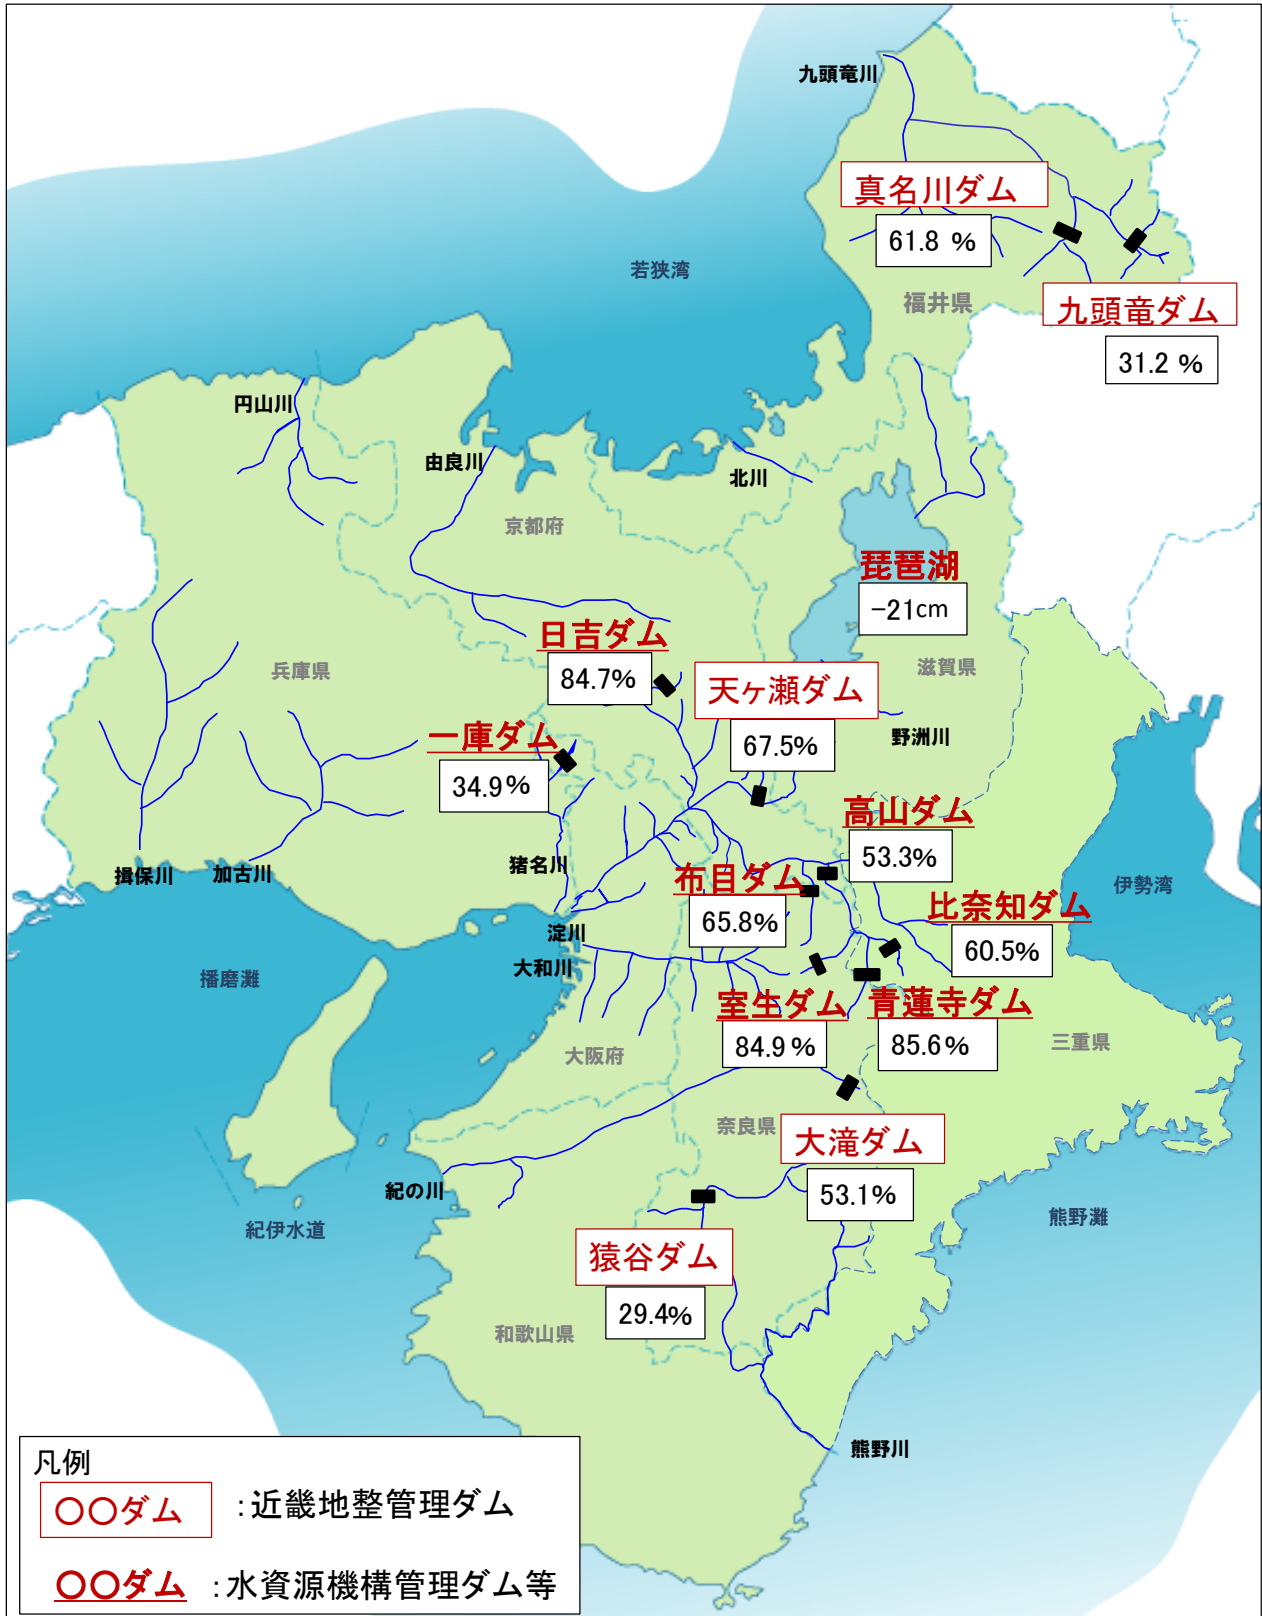 九頭竜川
真名川ダム
61.8 %
若狭湾
福井県
九頭竜ダム
31.2 %
円山川
由良川
北川
京都府
琵琶湖
-21cm
日吉ダム
84.7%
兵庫県
滋賀県
天ヶ瀬ダム
67.5%
一庫ダム
34.9%
野洲川
高山ダム
53.3%
猪名川
揖保川
加古川
布目ダム
65.8%
伊勢湾
比奈知ダム
60.5%
淀川
大和川
播磨灘
室生ダム
84.9%
青蓮寺ダム
85.6%
大阪府
三重県
奈良県
大滝ダム
53.1%
紀の川
紀伊水道
熊野灘
猿谷ダム
29.4%
和歌山県
熊野川
凡例
〇〇ダム :近畿地整管理ダム
〇〇ダム :水資源機構管理ダム等